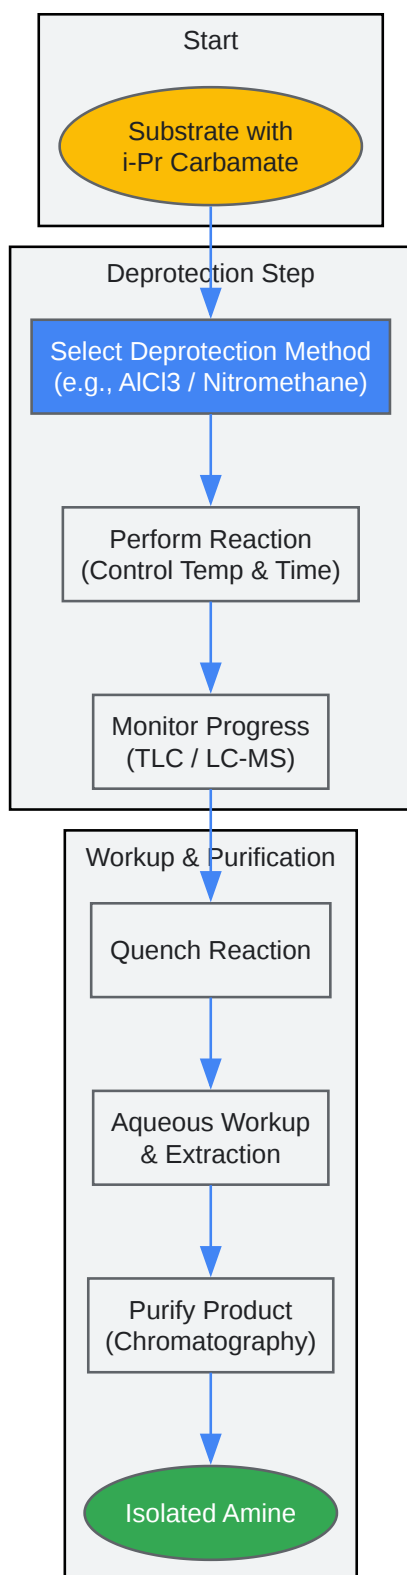 Start
Substrate with
i-Pr Carbamate
Deprotection Step
Select Deprotection Method
(e.g., AlCl3 / Nitromethane)
Perform Reaction
(Control Temp & Time)
Monitor Progress
(TLC / LC-MS)
Workup & Purification
Quench Reaction
Aqueous Workup
& Extraction
Purify Product
(Chromatography)
Isolated Amine